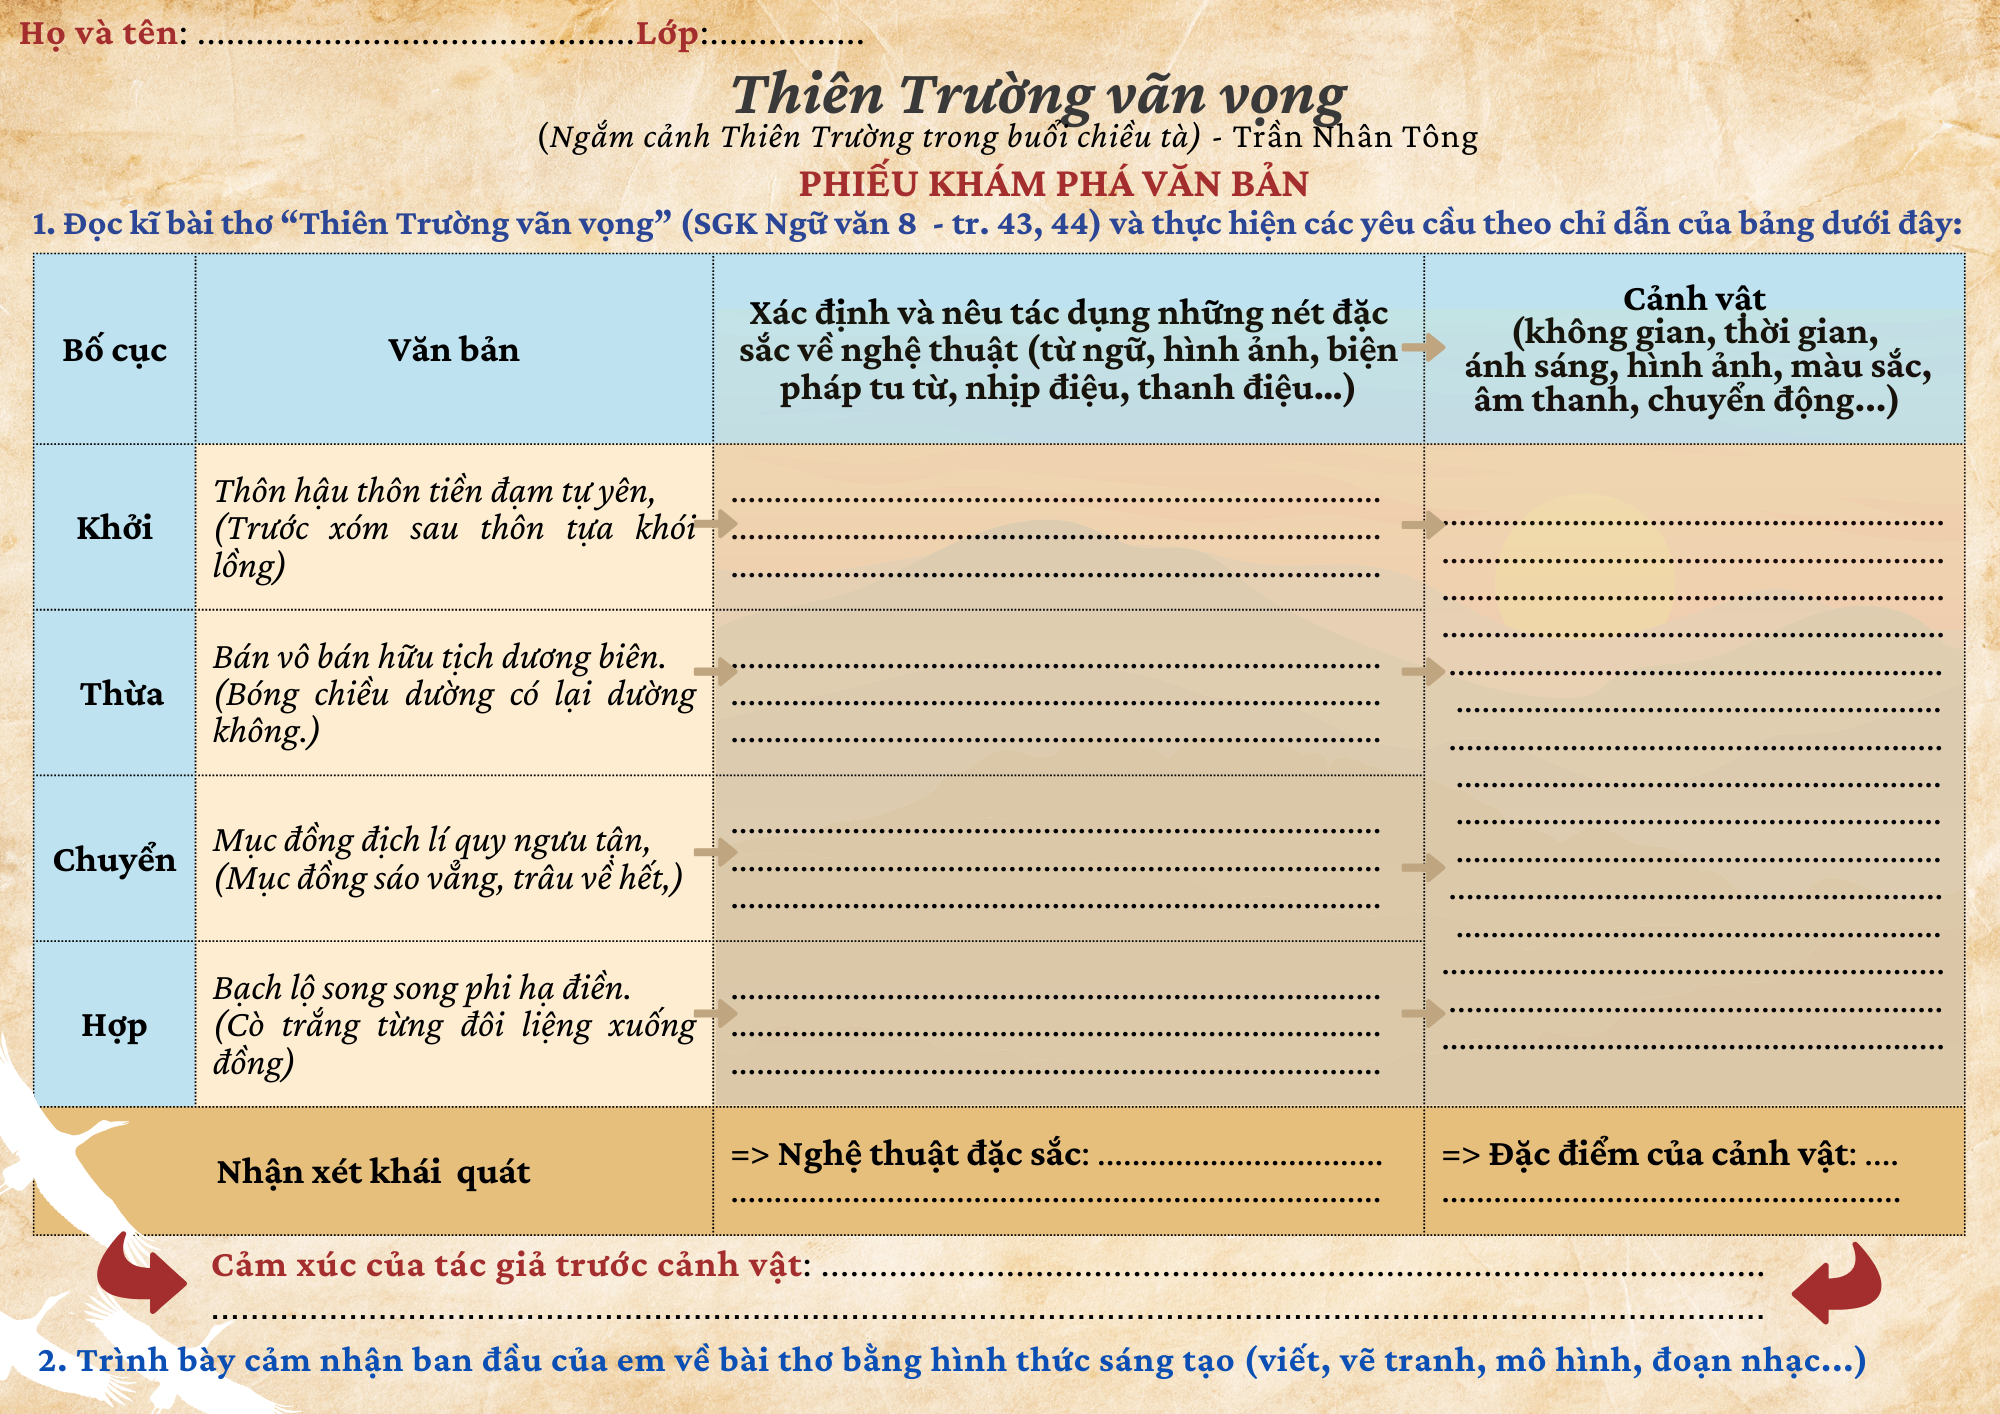 Họ và tên: ................................................Lớp:................
Thiên Trường vãn vọng
(Ngắm cảnh Thiên Trường trong buổi chiều tà) - Trần Nhân Tông
PHIẾU KHÁM PHÁ VĂN BẢN
1. Đọc kĩ bài thơ “Thiên Trường vãn vọng” (SGK Ngữ văn 8 - tr. 43, 44) và thực hiện các yêu cầu theo chỉ dẫn của bảng dưới đây:
Bố cục
Văn bản
Xác định và nêu tác dụng những nét đặc
sắc về nghệ thuật (từ ngữ, hình ảnh, biện
pháp tu từ, nhịp điệu, thanh điệu...)
Cảnh vật
(không gian, thời gian,
ánh sáng, hình ảnh, màu sắc,
âm thanh, chuyển động...)
Khởi
Thôn hậu thôn tiền đạm tự yên,
(Trước xóm sau thôn tựa khói
lồng)
Thừa
Bán vô bán hữu tịch dương biên.
(Bóng chiều dường có lại dường
không.)
Chuyển
Mục đồng địch lí quy ngưu tận,
(Mục đồng sáo vẳng, trâu về hết,)
Hợp
Bạch lộ song song phi hạ điền.
(Cò trắng từng đôi liệng xuống
đồng)
Nhận xét khái quát
=> Nghệ thuật đặc sắc: ..............................
=> Đặc điểm của cảnh vật: ....
Cảm xúc của tác giả trước cảnh vật: ................................................................................
2. Trình bày cảm nhận ban đầu của em về bài thơ bằng hình thức sáng tạo (viết, vẽ tranh, mô hình, đoạn nhạc...)